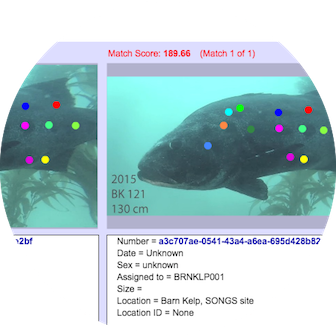 Match Score: 189.66 (Match 1 of 1)
2015
BK 121
130 cm
Number = a3c707ae-0541-43a4-a6ea-695d428b82
Date = Unknown
Sex = unknown
Assigned to = BRNKLP001
Size =
Location = Barn Kelp, SONGS site
Location ID = None